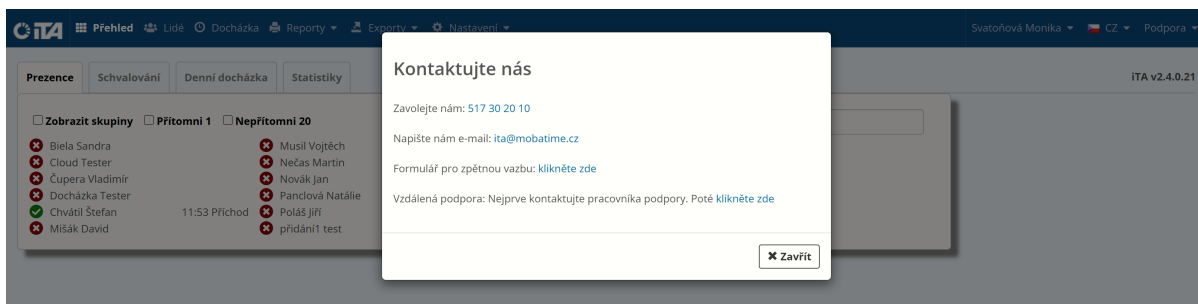 iTA Přehled Lidé Docházka Reporty Exporty Nastavení Svatoňová Monika CZ Podpora
Prezence Schvalování Denní docházka Statistiky iTA v2.4.0.21
Zobrazit skupiny Přítomni 1 Nepřítomni 20
Biela Sandra Musil Vojtěch
Cloud Tester Nečas Martin
Čupera Vladimír Novák Jan
Docházka Tester Panclová Natálie
Chvátil Štefan 11:53 Příchod Poláš Jiří
Mišák David přidání1 test
Kontaktujte nás
Zavolejte nám: 517 30 20 10
Napište nám e-mail: ita@mobatime.cz
Formulář pro zpětnou vazbu: klikněte zde
Vzdálená podpora: Nejprve kontaktujte pracovníka podpory. Poté klikněte zde
Zavřít